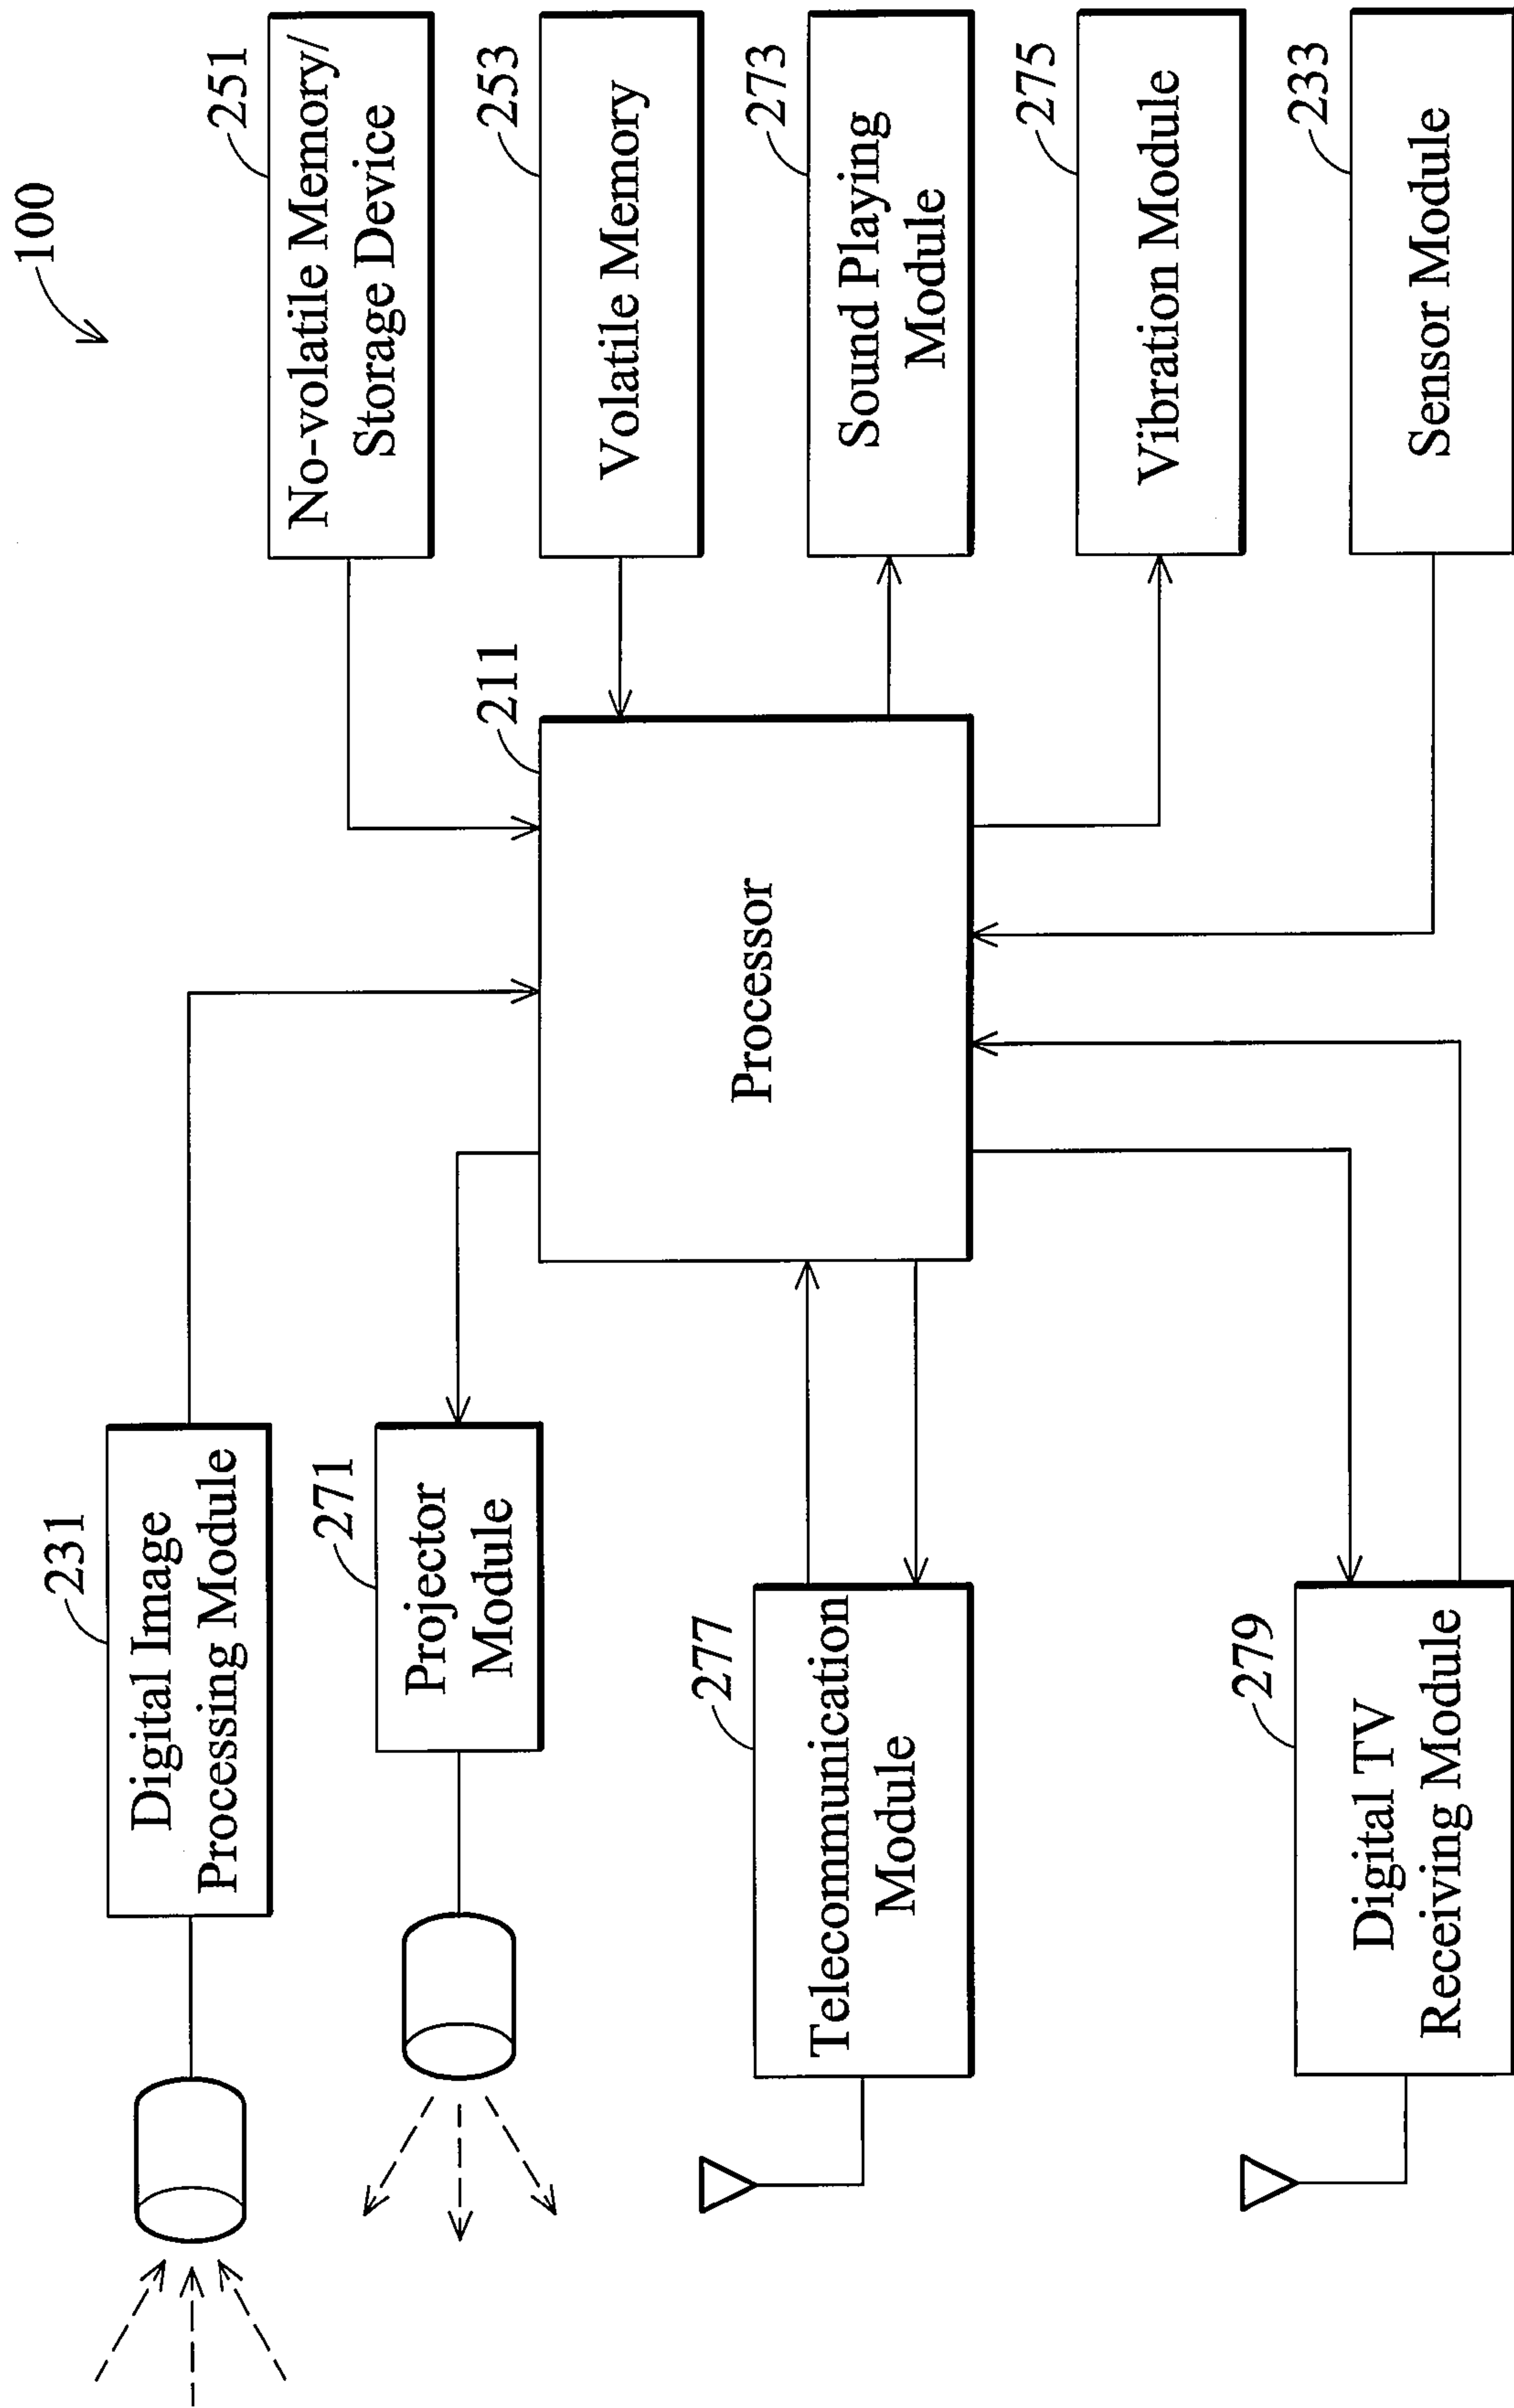 100
231
Digital Image
Processing Module
271
Projector
Module
277
Telecommunication
Module
279
Digital TV
Receiving Module
211
Processor
251
No-volatile Memory/
Storage Device
253
Volatile Memory
273
Sound Playing
Module
275
Vibration Module
233
Sensor Module